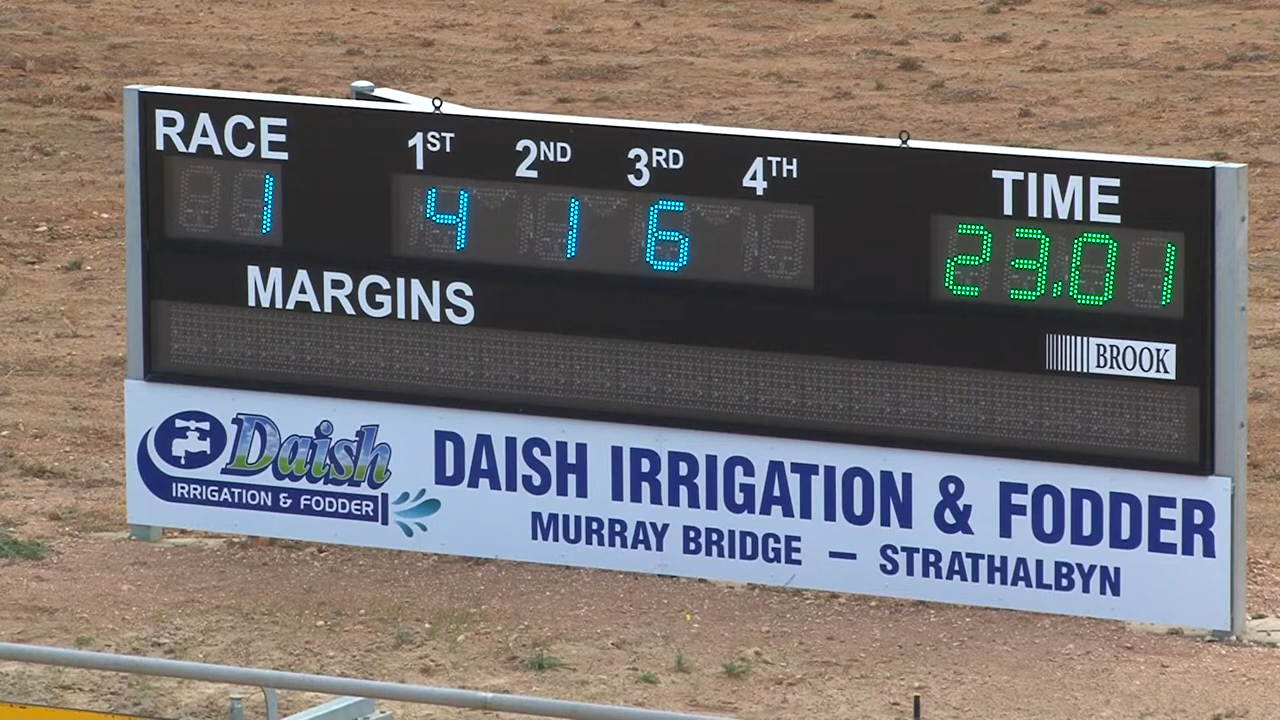 RACE 1ST 2ND 3RD 4TH TIME
1 4 1 6 23.01
MARGINS
BROOK
Daish
IRRIGATION & FODDER
DAISH IRRIGATION & FODDER
MURRAY BRIDGE – STRATHALBYN